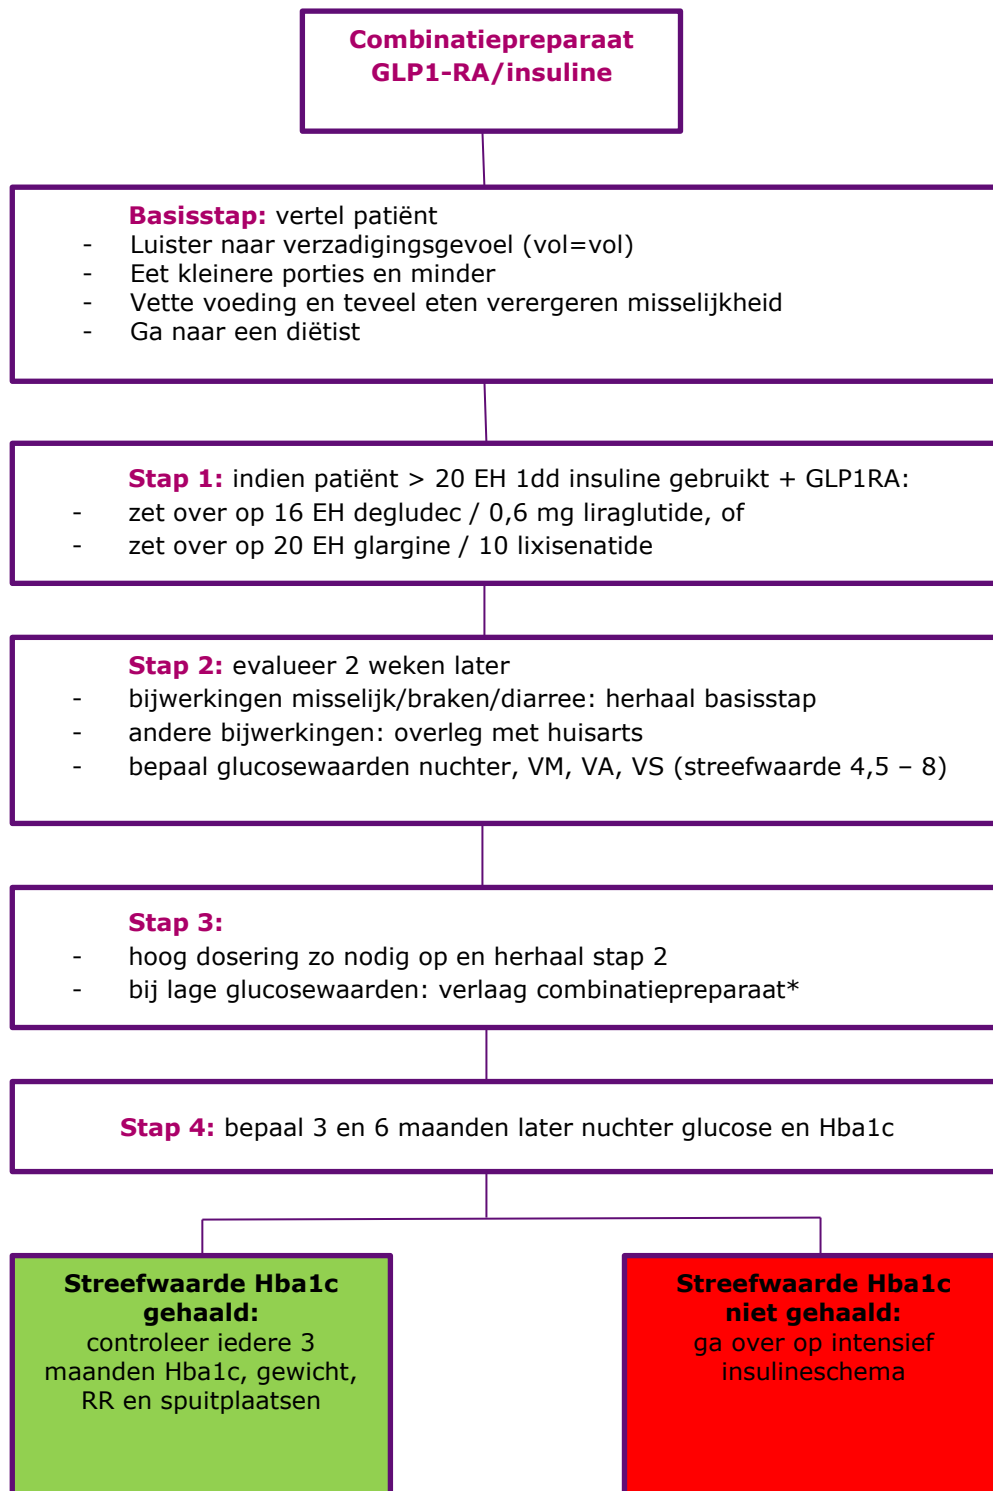 Combinatiepreparaat
GLP1-RA/insuline
Basisstap: vertel patiënt
- Luister naar verzadigingsgevoel (vol=vol)
- Eet kleinere porties en minder
- Vette voeding en teveel eten verergeren misselijkheid
- Ga naar een diëtist
Stap 1: indien patiënt > 20 EH 1dd insuline gebruikt + GLP1RA:
- zet over op 16 EH degludec / 0,6 mg liraglutide, of
- zet over op 20 EH glargine / 10 lixisenatide
Stap 2: evalueer 2 weken later
- bijwerkingen misselijk/braken/diarree: herhaal basisstap
- andere bijwerkingen: overleg met huisarts
- bepaal glucosewaarden nuchter, VM, VA, VS (streefwaarde 4,5 – 8)
Stap 3:
- hoog dosering zo nodig op en herhaal stap 2
- bij lage glucosewaarden: verlaag combinatiepreparaat*
Stap 4: bepaal 3 en 6 maanden later nuchter glucose en Hba1c
Streefwaarde Hba1c
gehaald:
controleer iedere 3
maanden Hba1c, gewicht,
RR en spuitplaatsen
Streefwaarde Hba1c
niet gehaald:
ga over op intensief
insulineschema